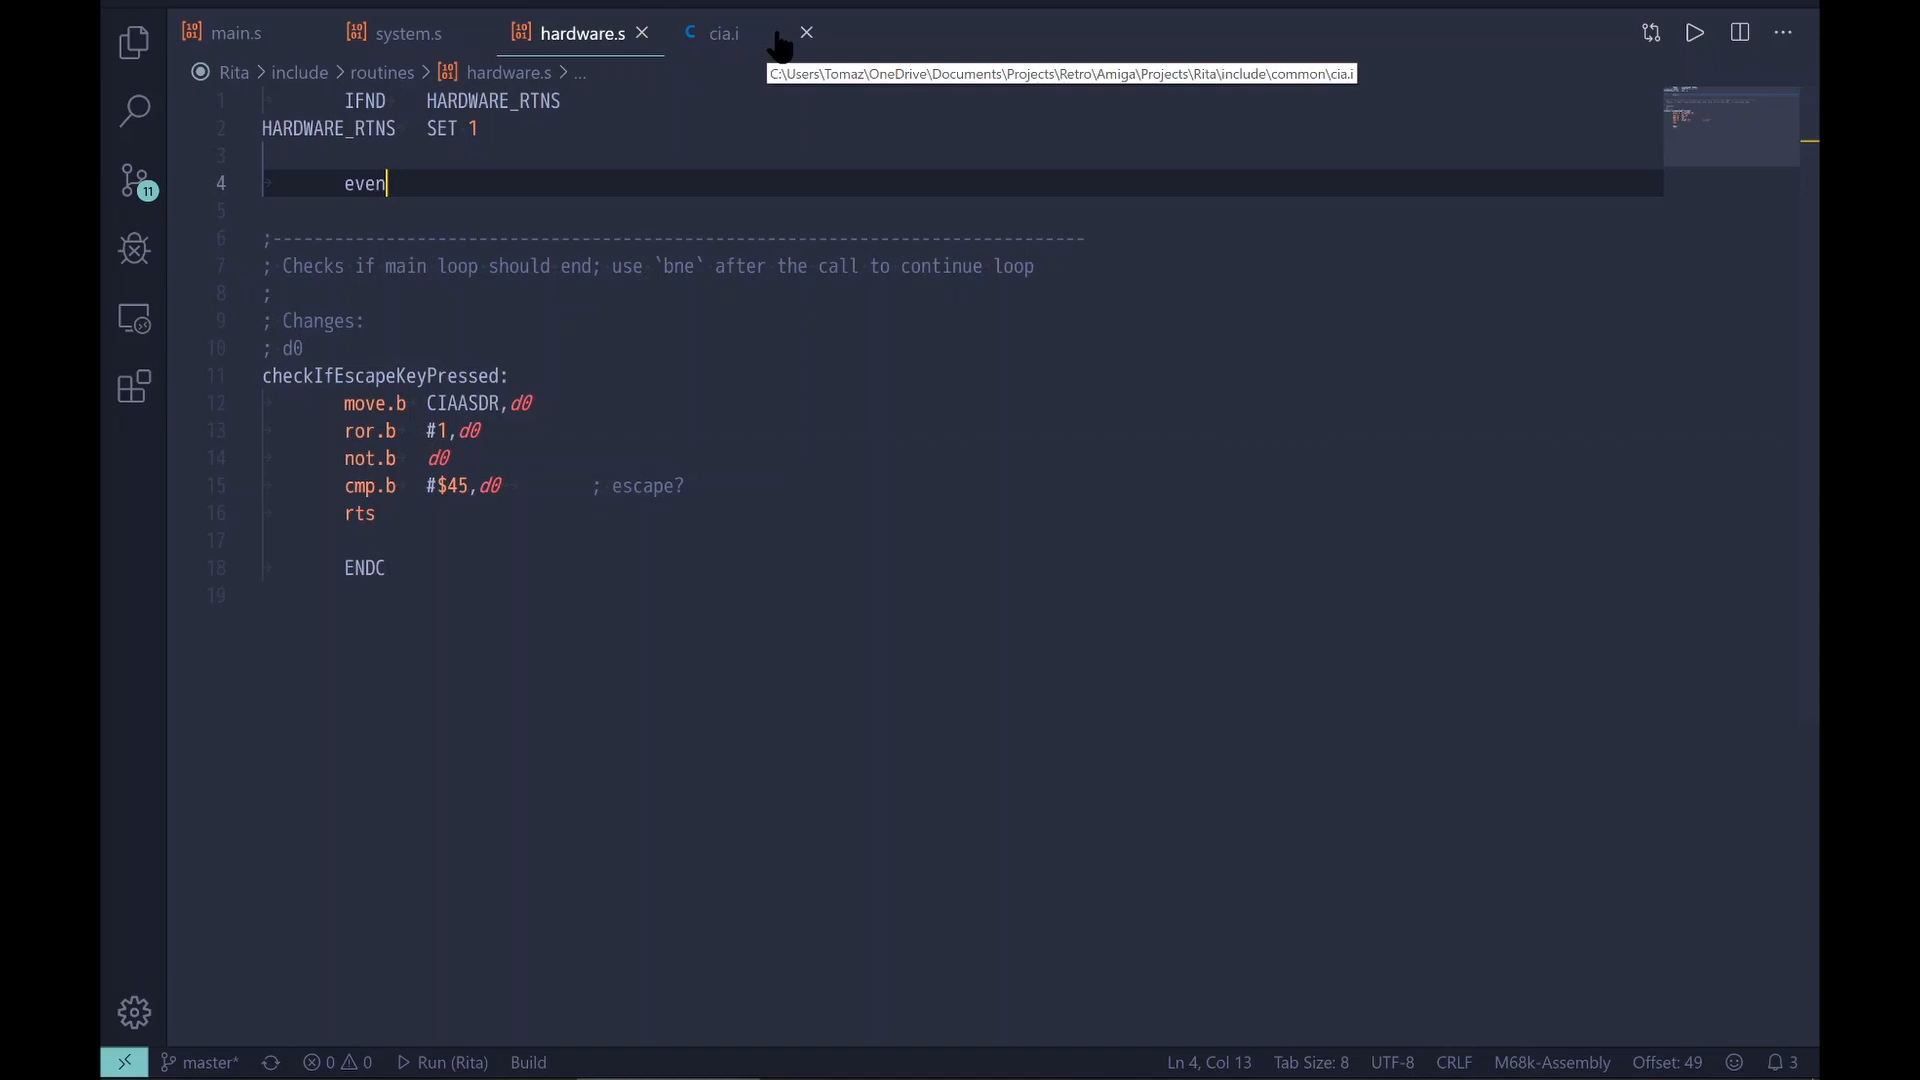 main.s
system.s
hardware.s
cia.i
Rita > include > routines > hardware.s > ...
C:\Users\Tomaz\OneDrive\Documents\Projects\Retro\Amiga\Projects\Rita\include\common\cia.i
1 IFND HARDWARE_RTNS
2 HARDWARE_RTNS SET 1
3
4 even
5
6 ;-------------------------------------------------------------------------------
7 ; Checks if main loop should end; use `bne` after the call to continue loop
8 ;
9 ; Changes:
10 ; d0
11 checkIfEscapeKeyPressed:
12 move.b CIAASDR,d0
13 ror.b #1,d0
14 not.b d0
15 cmp.b #$45,d0 ; escape?
16 rts
17
18 ENDC
19
11
master* 0 0 Run (Rita) Build Ln 4, Col 13 Tab Size: 8 UTF-8 CRLF M68k-Assembly Offset: 49 3